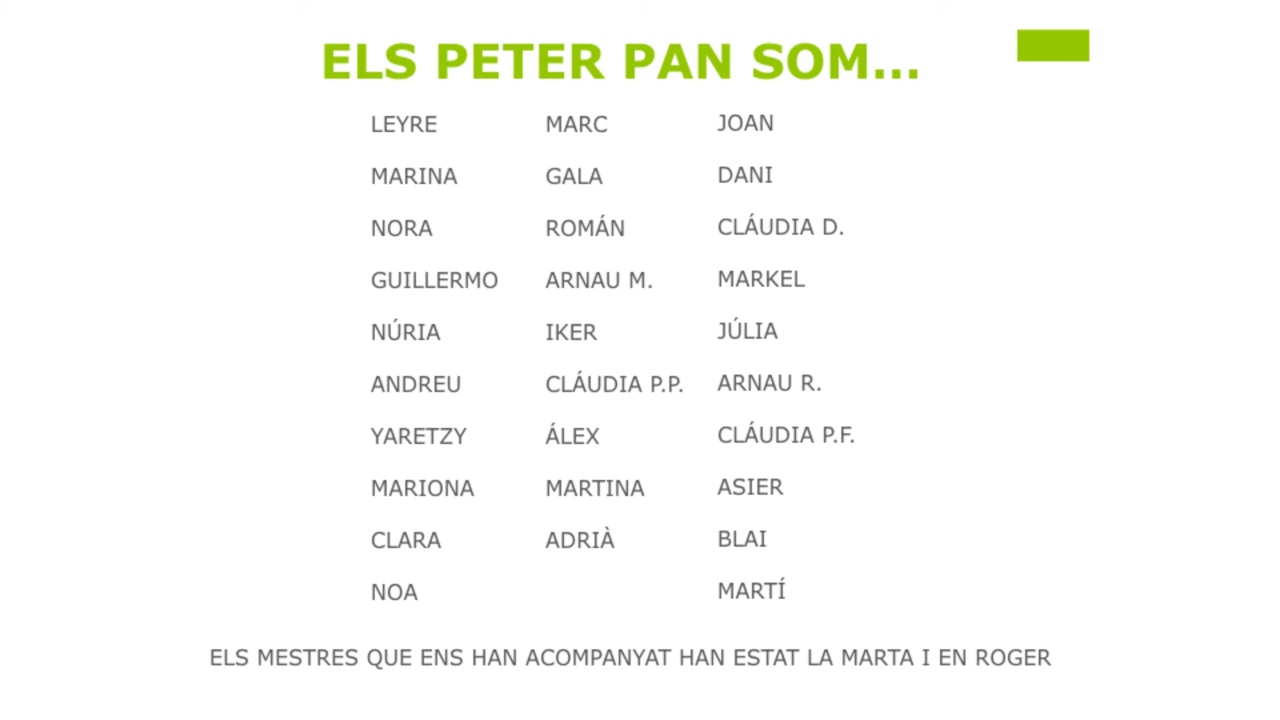 ELS PETER PAN SOM...
LEYRE
MARINA
NORA
GUILLERMO
NÚRIA
ANDREU
YARETZY
MARIONA
CLARA
NOA
MARC
GALA
ROMÁN
ARNAU M.
IKER
CLÁUDIA P.P.
ÁLEX
MARTINA
ADRIÀ
JOAN
DANI
CLÁUDIA D.
MARKEL
JÚLIA
ARNAU R.
CLÁUDIA P.F.
ASIER
BLAI
MARTÍ
ELS MESTRES QUE ENS HAN ACOMPANYAT HAN ESTAT LA MARTA I EN ROGER